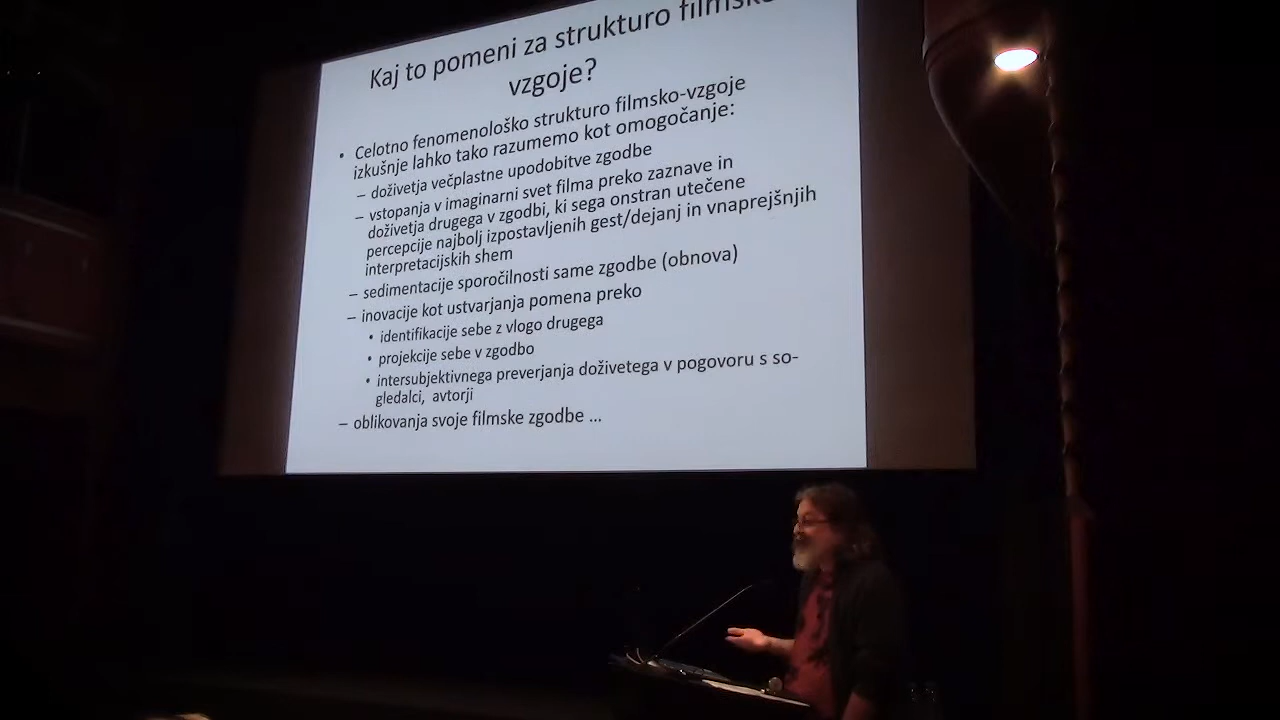 Kaj to pomeni za strukturo filmsko
vzgoje?
• Celotno fenomenološko strukturo filmsko-vzgoje
izkušnje lahko tako razumemo kot omogočanje:
– doživetja večplastne upodobitve zgodbe
– vstopanja v imaginarni svet filma preko zaznave in
doživetja drugega v zgodbi, ki sega onstran utečene
percepcije najbolj izpostavljenih gest/dejanj in vnaprejšnjih
interpretacijskih shem
– sedimentacije sporočilnosti same zgodbe (obnova)
– inovacije kot ustvarjanja pomena preko
• identifikacije sebe z vlogo drugega
• projekcije sebe v zgodbo
• intersubjektivnega preverjanja doživetega v pogovoru s so-
gledalci, avtorji
– oblikovanja svoje filmske zgodbe ...